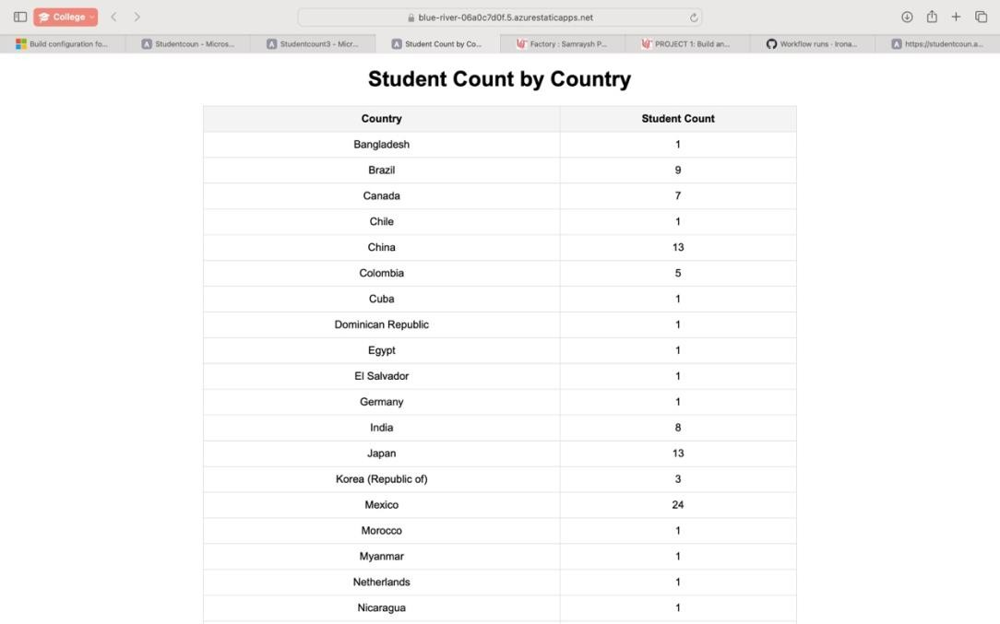 College
blue-river-06a0c7d0f.5.azurestaticapps.net
Build configuration fo...
Studentcoun - Micros...
Studentcount3 - Micr...
Student Count by Co...
Factory : Samraysh P...
PROJECT 1: Build an...
Workflow runs · Irona...
https://studentcoun.a...
Student Count by Country
Country Student Count
Bangladesh 1
Brazil 9
Canada 7
Chile 1
China 13
Colombia 5
Cuba 1
Dominican Republic 1
Egypt 1
El Salvador 1
Germany 1
India 8
Japan 13
Korea (Republic of) 3
Mexico 24
Morocco 1
Myanmar 1
Netherlands 1
Nicaragua 1